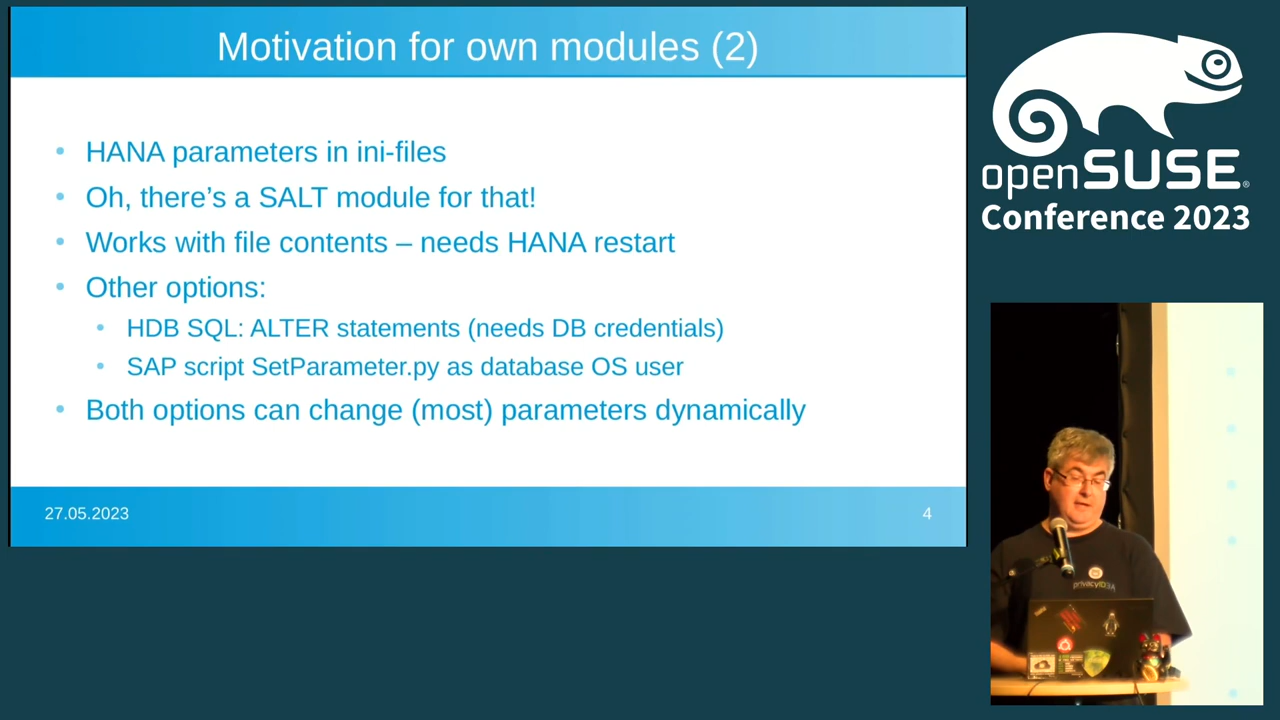 Motivation for own modules (2)
• HANA parameters in ini-files
• Oh, there's a SALT module for that!
• Works with file contents – needs HANA restart
• Other options:
• HDB SQL: ALTER statements (needs DB credentials)
• SAP script SetParameter.py as database OS user
• Both options can change (most) parameters dynamically
27.05.2023
4
openSUSE®
Conference 2023
privacyIDEA